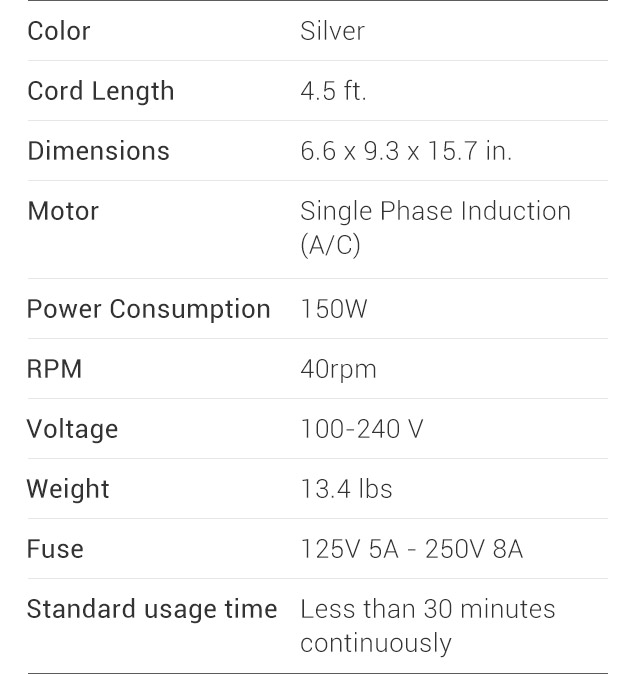 Color Silver
Cord Length 4.5 ft.
Dimensions 6.6 x 9.3 x 15.7 in.
Motor Single Phase Induction
(A/C)
Power Consumption 150W
RPM 40rpm
Voltage 100-240 V
Weight 13.4 lbs
Fuse 125V 5A - 250V 8A
Standard usage time Less than 30 minutes
continuously